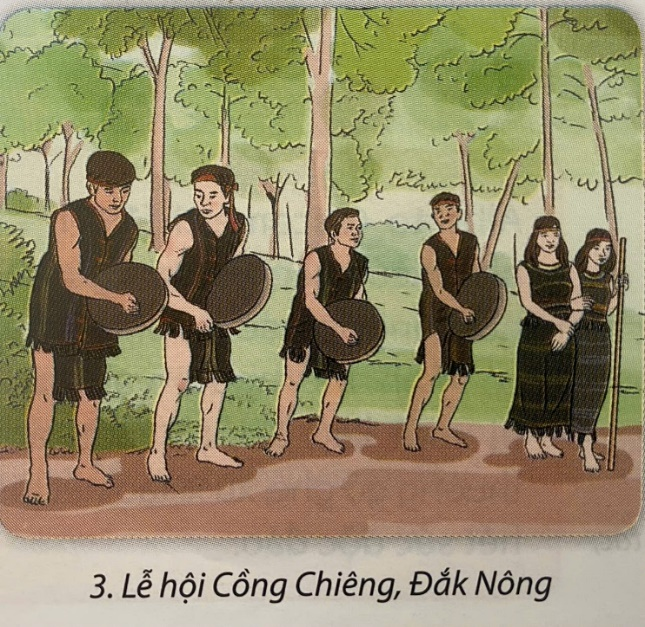 3. Lễ hội Cồng Chiêng, Đắk Nông